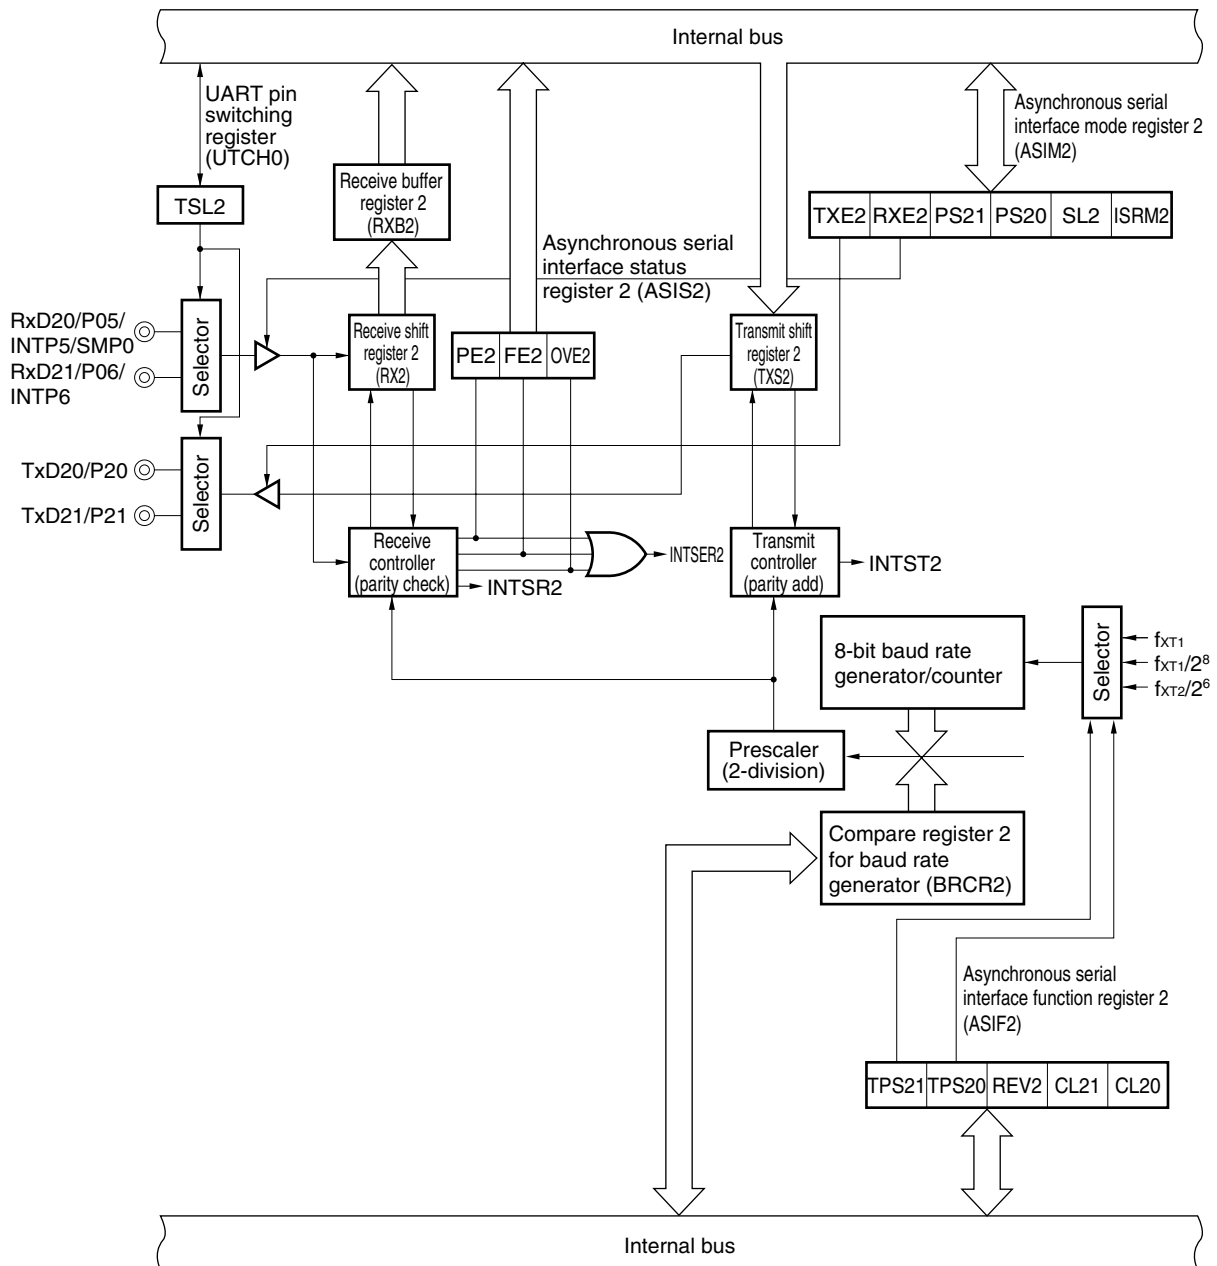 Internal bus
UART pin
switching
register
(UTCH0)
Asynchronous serial
interface mode register 2
(ASIM2)
TSL2
Receive buffer
register 2
(RXB2)
TXE2 RXE2 PS21 PS20 SL2 ISRM2
Asynchronous serial
interface status
register 2 (ASIS2)
RxD20/P05/
INTP5/SMP0
RxD21/P06/
INTP6
Selector
Receive shift
register 2
(RX2)
PE2 FE2 OVE2
Transmit shift
register 2
(TXS2)
TxD20/P20
TxD21/P21
Selector
Receive
controller
(parity check)
INTSER2
INTSR2
Transmit
controller
(parity add)
INTST2
8-bit baud rate
generator/counter
Selector
fXT1
fXT1/2⁸
fXT2/2⁶
Prescaler
(2-division)
Compare register 2
for baud rate
generator (BRCR2)
Asynchronous serial
interface function register 2
(ASIF2)
TPS21 TPS20 REV2 CL21 CL20
Internal bus